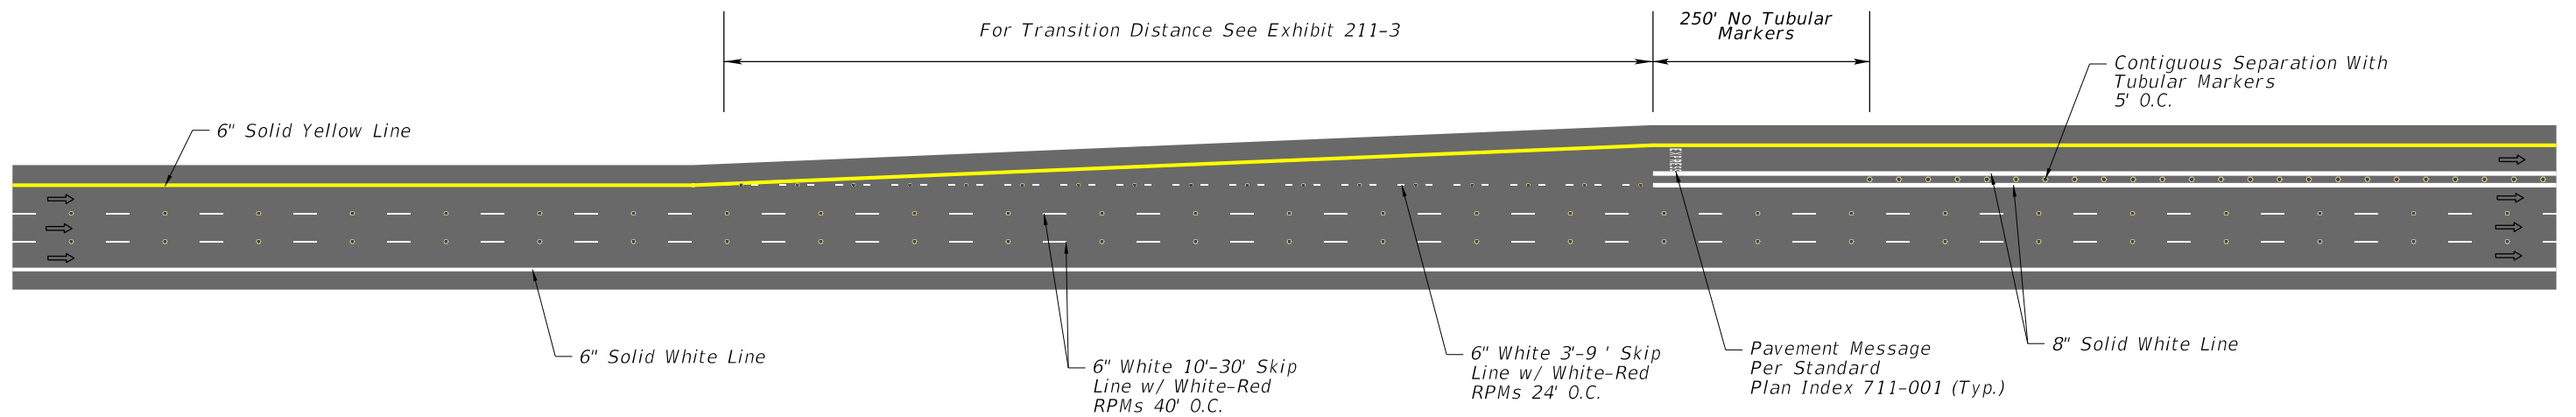 For Transition Distance See Exhibit 211-3
250' No Tubular
Markers
Contiguous Separation With
Tubular Markers
5' O.C.
6" Solid Yellow Line
EXPRESS
6" Solid White Line
6" White 10'-30' Skip
Line w/ White-Red
RPMs 40' O.C.
6" White 3'-9 ' Skip
Line w/ White-Red
RPMs 24' O.C.
Pavement Message
Per Standard
Plan Index 711-001 (Typ.)
8" Solid White Line